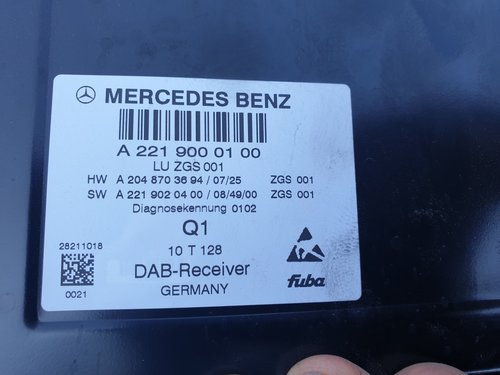 MERCEDES BENZ
A 221 900 01 00
LU ZGS 001
HW A 204 870 36 94 / 07/25 ZGS 001
SW A 221 902 04 00 / 08/49/00 ZGS 001
Diagnosekennung 0102
Q1
28211018
10 T 128
DAB-Receiver
0021
GERMANY
fuba